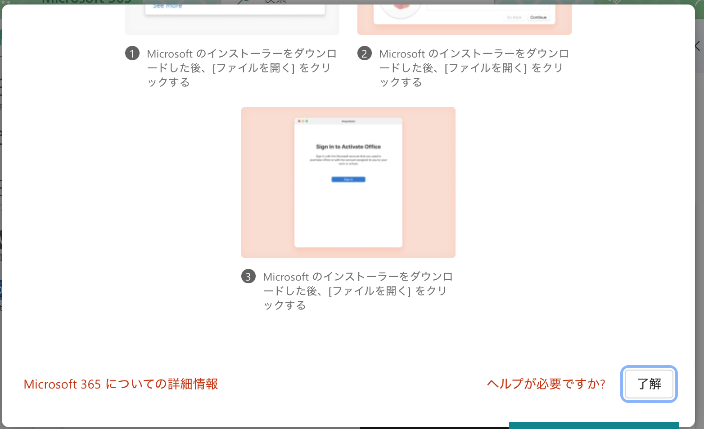 Microsoft 365
See more
Continue
1 Microsoft のインストーラーをダウンロ
ードした後、[ファイルを開く] をクリ
ックする
2 Microsoft のインストーラーをダウンロ
ードした後、[ファイルを開く] をクリ
ックする
Sign in to Activate Office
3 Microsoft のインストーラーをダウンロ
ードした後、[ファイルを開く] をクリ
ックする
Microsoft 365 についての詳細情報
ヘルプが必要ですか?
了解